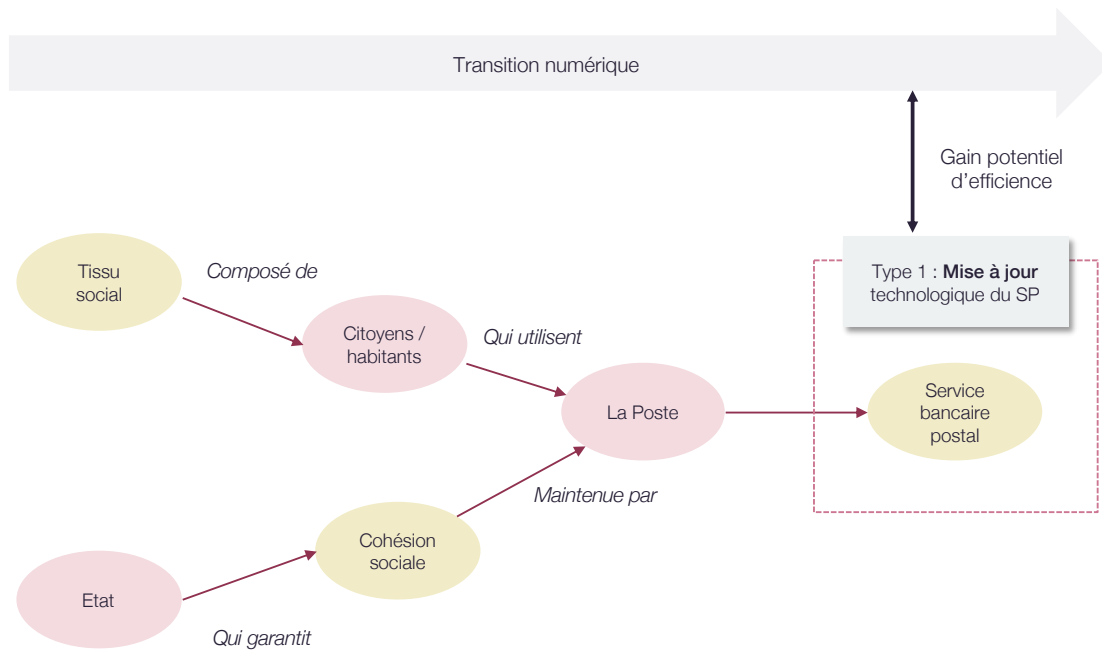 Transition numérique
Gain potentiel
d'efficience
Type 1 : Mise à jour
technologique du SP
Tissu
social
Composé de
Citoyens /
habitants
Qui utilisent
La Poste
Service
bancaire
postal
Maintenue par
Cohésion
sociale
Etat
Qui garantit